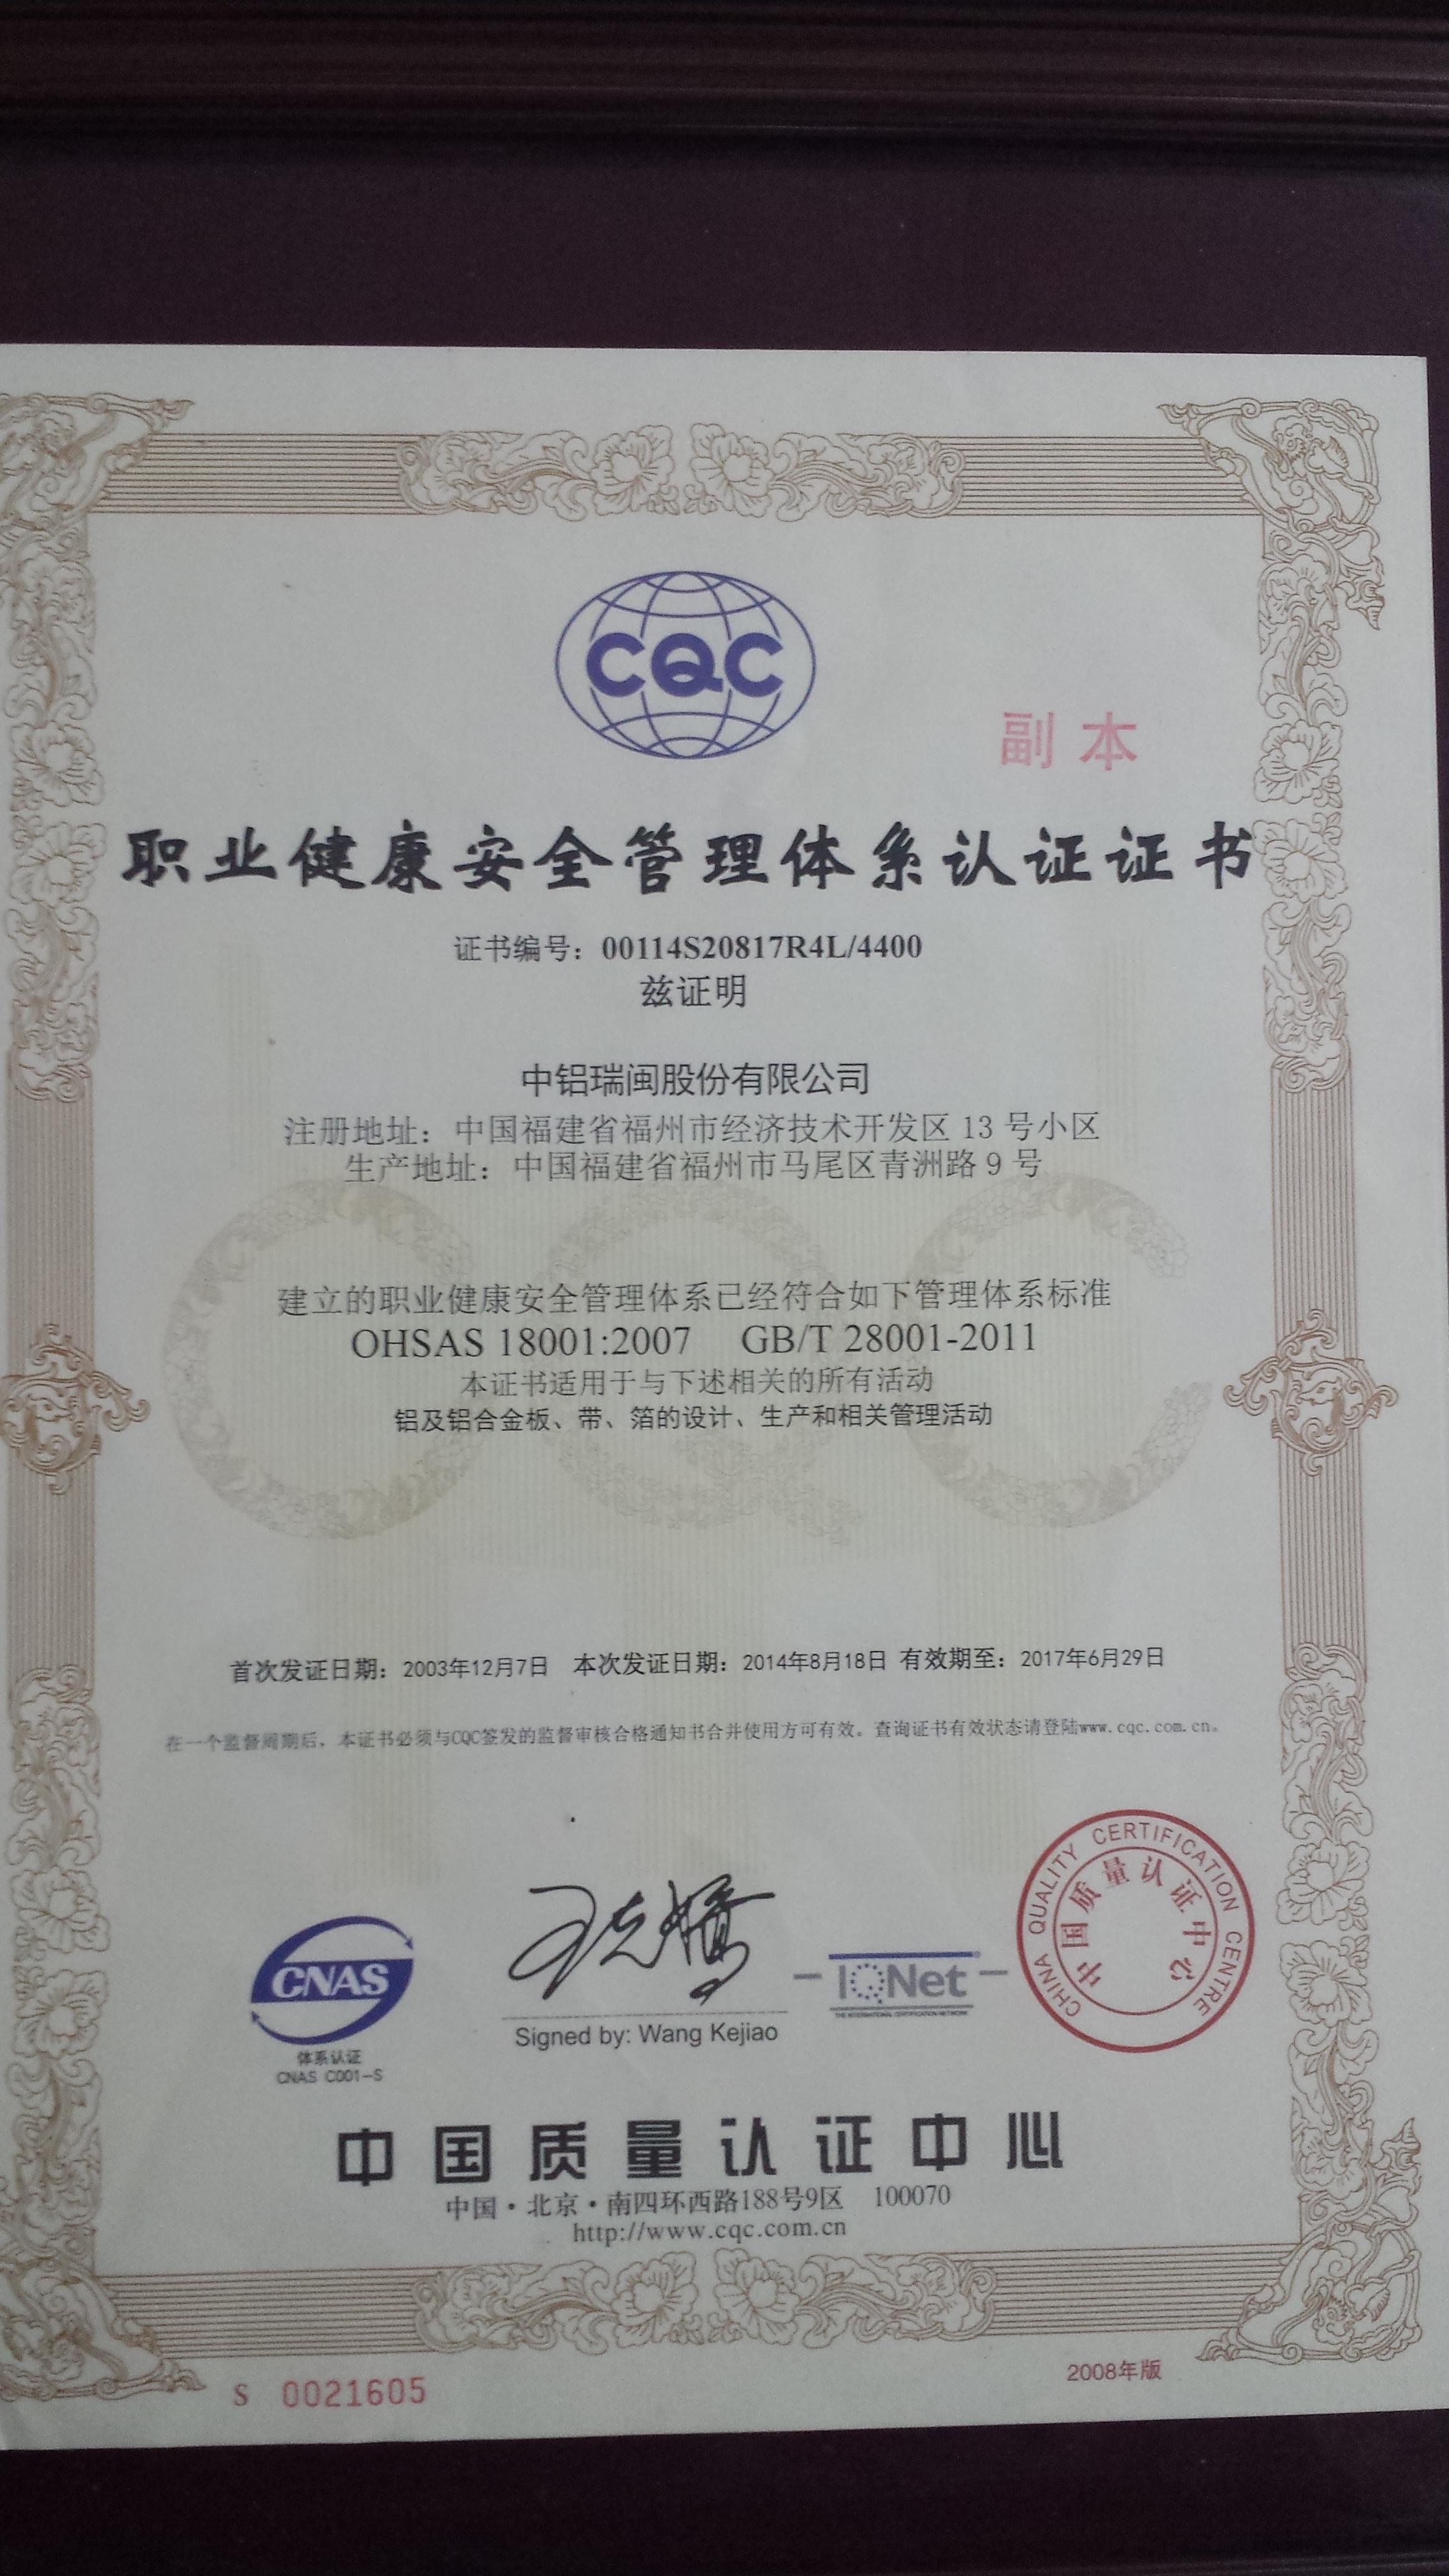 CQC
副 本
职业健康安全管理体系认证证书
证书编号：00114S20817R4L/4400
兹证明
中铝瑞闽股份有限公司
注册地址：中国福建省福州市经济技术开发区 13 号小区
生产地址：中国福建省福州市马尾区青洲路 9 号
建立的职业健康安全管理体系已经符合如下管理体系标准
OHSAS 18001:2007 GB/T 28001-2011
本证书适用于与下述相关的所有活动
铝及铝合金板、带、箔的设计、生产和相关管理活动
首次发证日期：2003年12月7日 本次发证日期：2014年8月18日 有效期至：2017年6月29日
在一个监督周期后，本证书必须与CQC签发的监督审核合格通知书合并使用方可有效。查询证书有效状态请登陆www.cqc.com.cn。
CHINA QUALITY CERTIFICATION CENTRE
中国质量认证中心
CNAS
体系认证
CNAS C001-S
王克娇
Signed by: Wang Kejiao
IQNet
THE INTERNATIONAL CERTIFICATION NETWORK
中国质量认证中心
中国·北京·南四环西路188号9区 100070
http://www.cqc.com.cn
S 0021605
2008年版